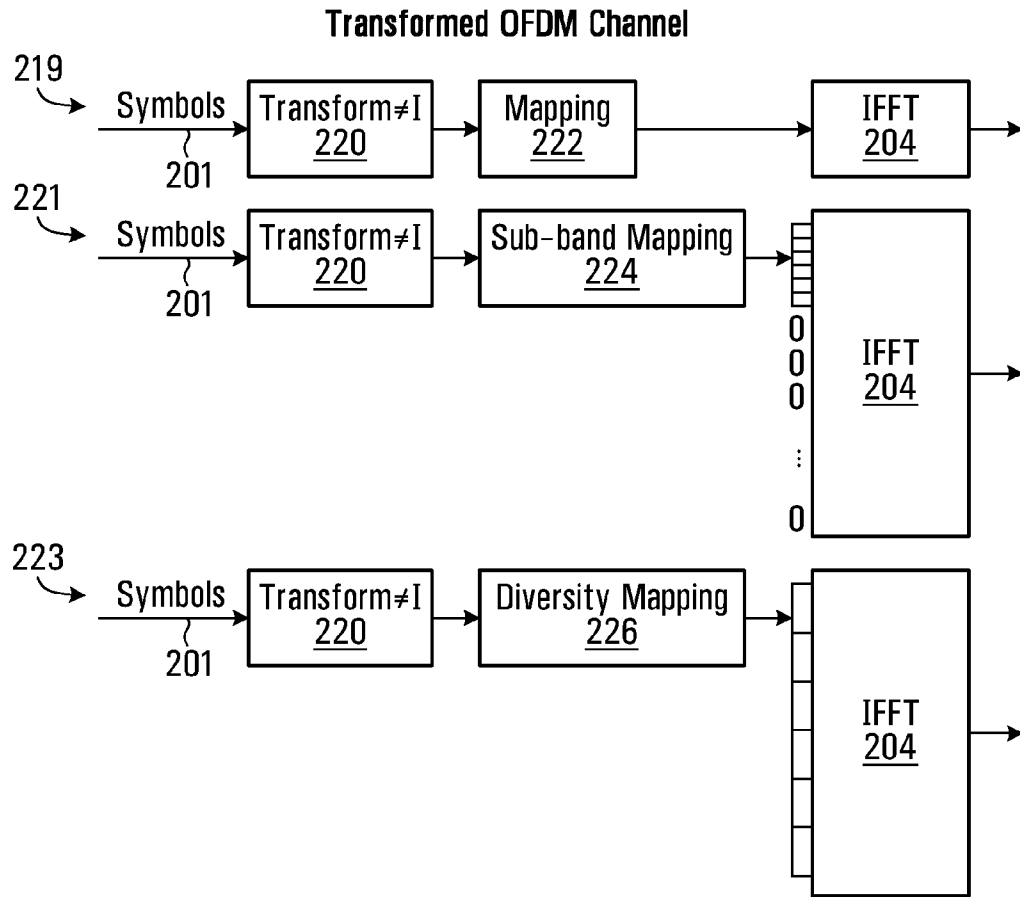 Transformed OFDM Channel
219
Symbols
201
Transform≠I
220
Mapping
222
IFFT
204
221
Symbols
201
Transform≠I
220
Sub-band Mapping
224
0
0
0
...
0
IFFT
204
223
Symbols
201
Transform≠I
220
Diversity Mapping
226
IFFT
204